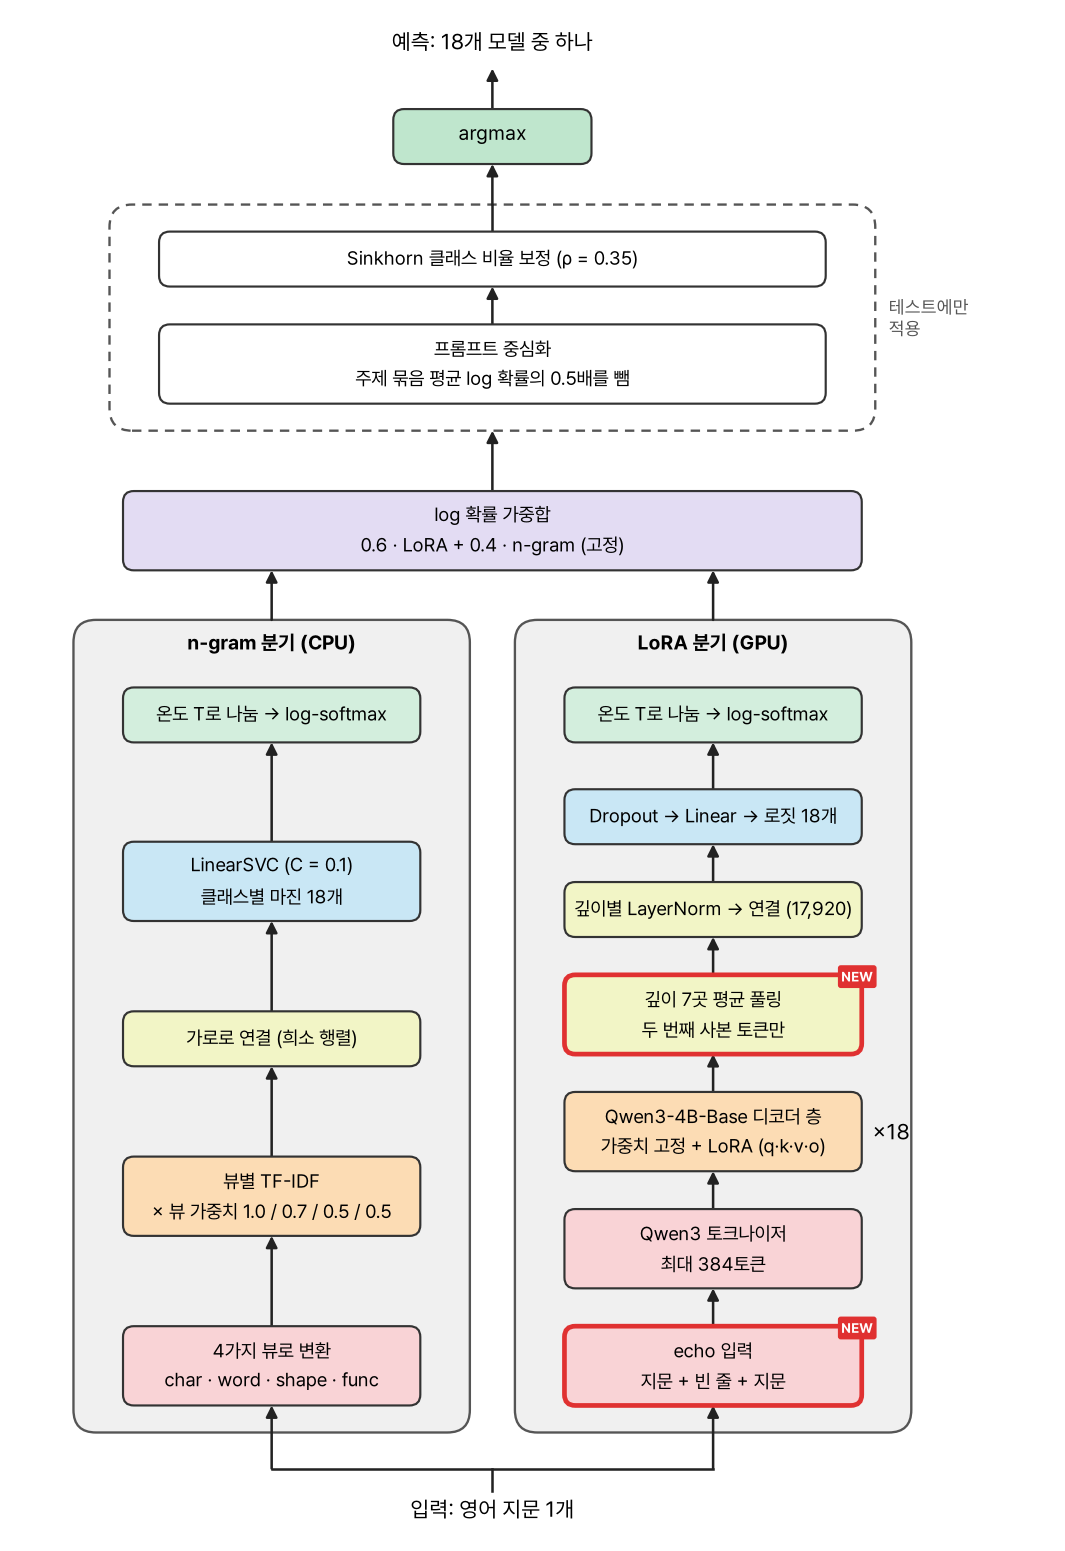 예측: 18개 모델 중 하나
argmax
Sinkhorn 클래스 비율 보정 (ρ = 0.35)
프롬프트 중심화
주제 묶음 평균 log 확률의 0.5배를 뺌
테스트에만
적용
log 확률 가중합
0.6 · LoRA + 0.4 · n-gram (고정)
n-gram 분기 (CPU)
온도 T로 나눔 → log-softmax
LinearSVC (C = 0.1)
클래스별 마진 18개
가로로 연결 (희소 행렬)
뷰별 TF-IDF
× 뷰 가중치 1.0 / 0.7 / 0.5 / 0.5
4가지 뷰로 변환
char · word · shape · func
LoRA 분기 (GPU)
온도 T로 나눔 → log-softmax
Dropout → Linear → 로짓 18개
깊이별 LayerNorm → 연결 (17,920)
NEW
깊이 7곳 평균 풀링
두 번째 사본 토큰만
Qwen3-4B-Base 디코더 층
가중치 고정 + LoRA (q·k·v·o)
×18
Qwen3 토크나이저
최대 384토큰
NEW
echo 입력
지문 + 빈 줄 + 지문
입력: 영어 지문 1개